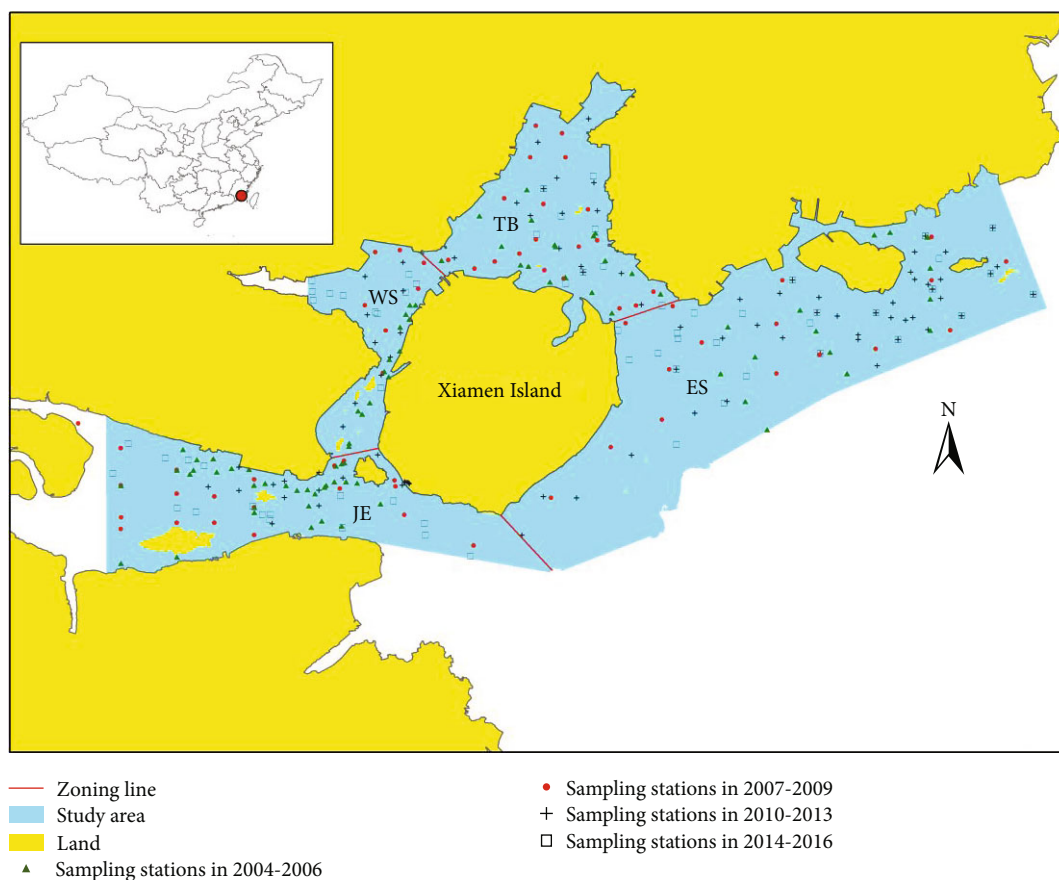 TB
WS
Xiamen Island
ES
N
JE
Zoning line
Study area
Land
Sampling stations in 2004-2006
Sampling stations in 2007-2009
Sampling stations in 2010-2013
Sampling stations in 2014-2016